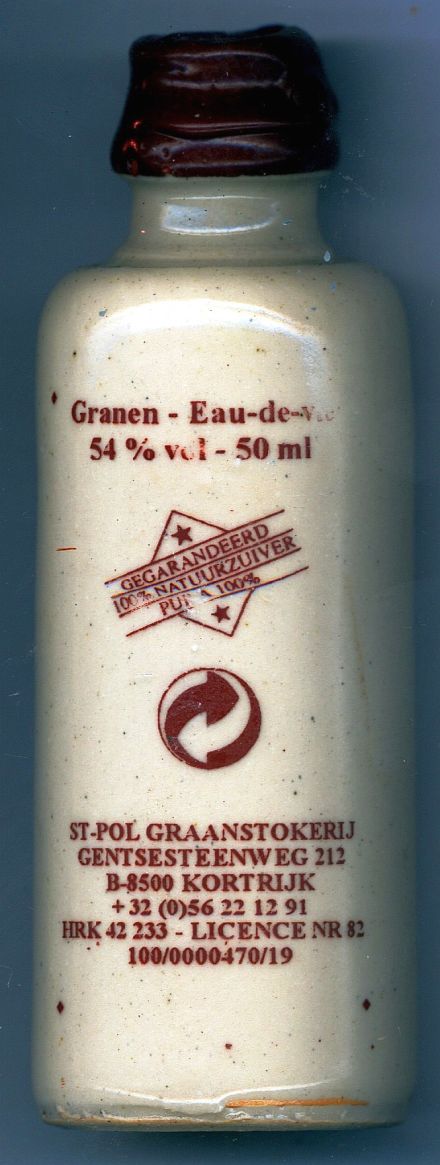 Granen - Eau-de-vie
54 % vol - 50 ml
GEGARANDEERD
100% NATUURZUIVER
PUR A 100%
ST-POL GRAANSTOKERIJ
GENTSESTEENWEG 212
B-8500 KORTRIJK
+ 32 (0)56 22 12 91
HRK 42 233 - LICENCE NR 82
100/0000470/19